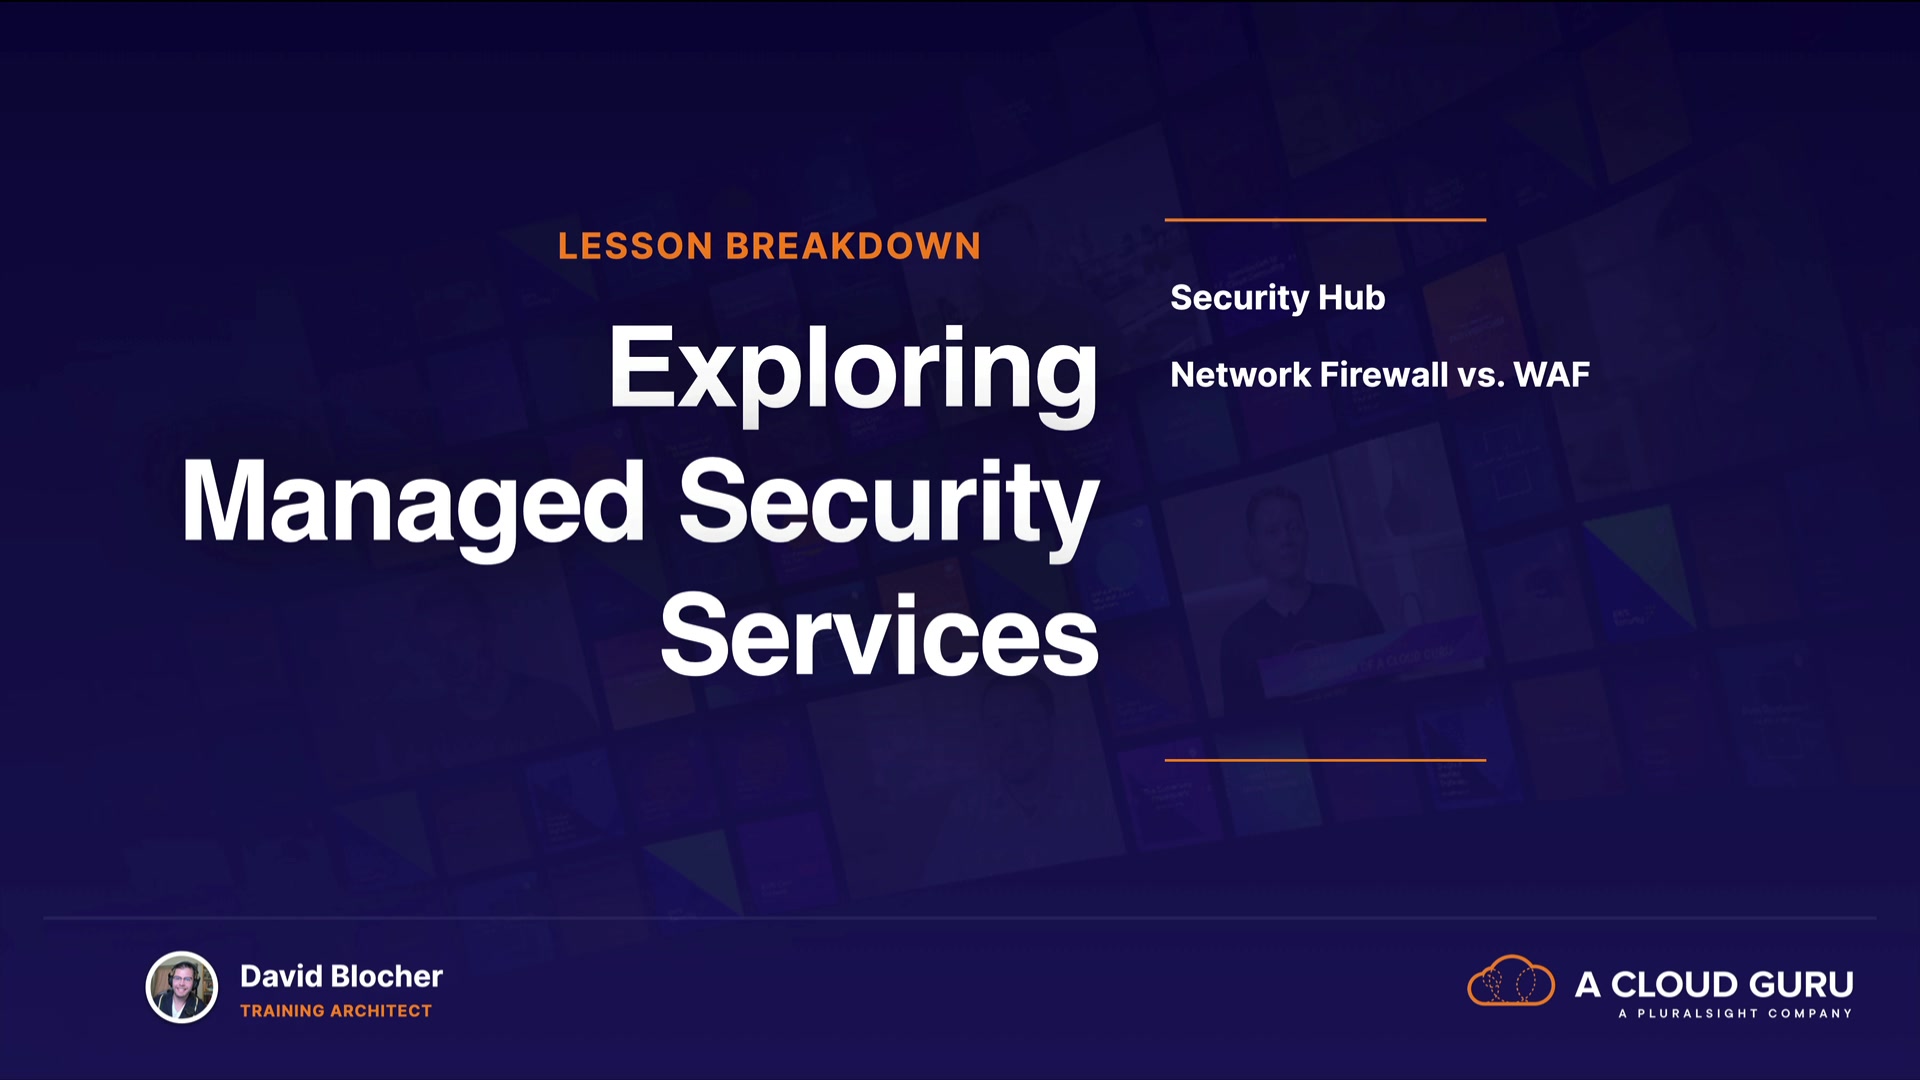 LESSON BREAKDOWN
Exploring
Managed Security
Services
Security Hub
Network Firewall vs. WAF
David Blocher
TRAINING ARCHITECT
A CLOUD GURU
A PLURALSIGHT COMPANY